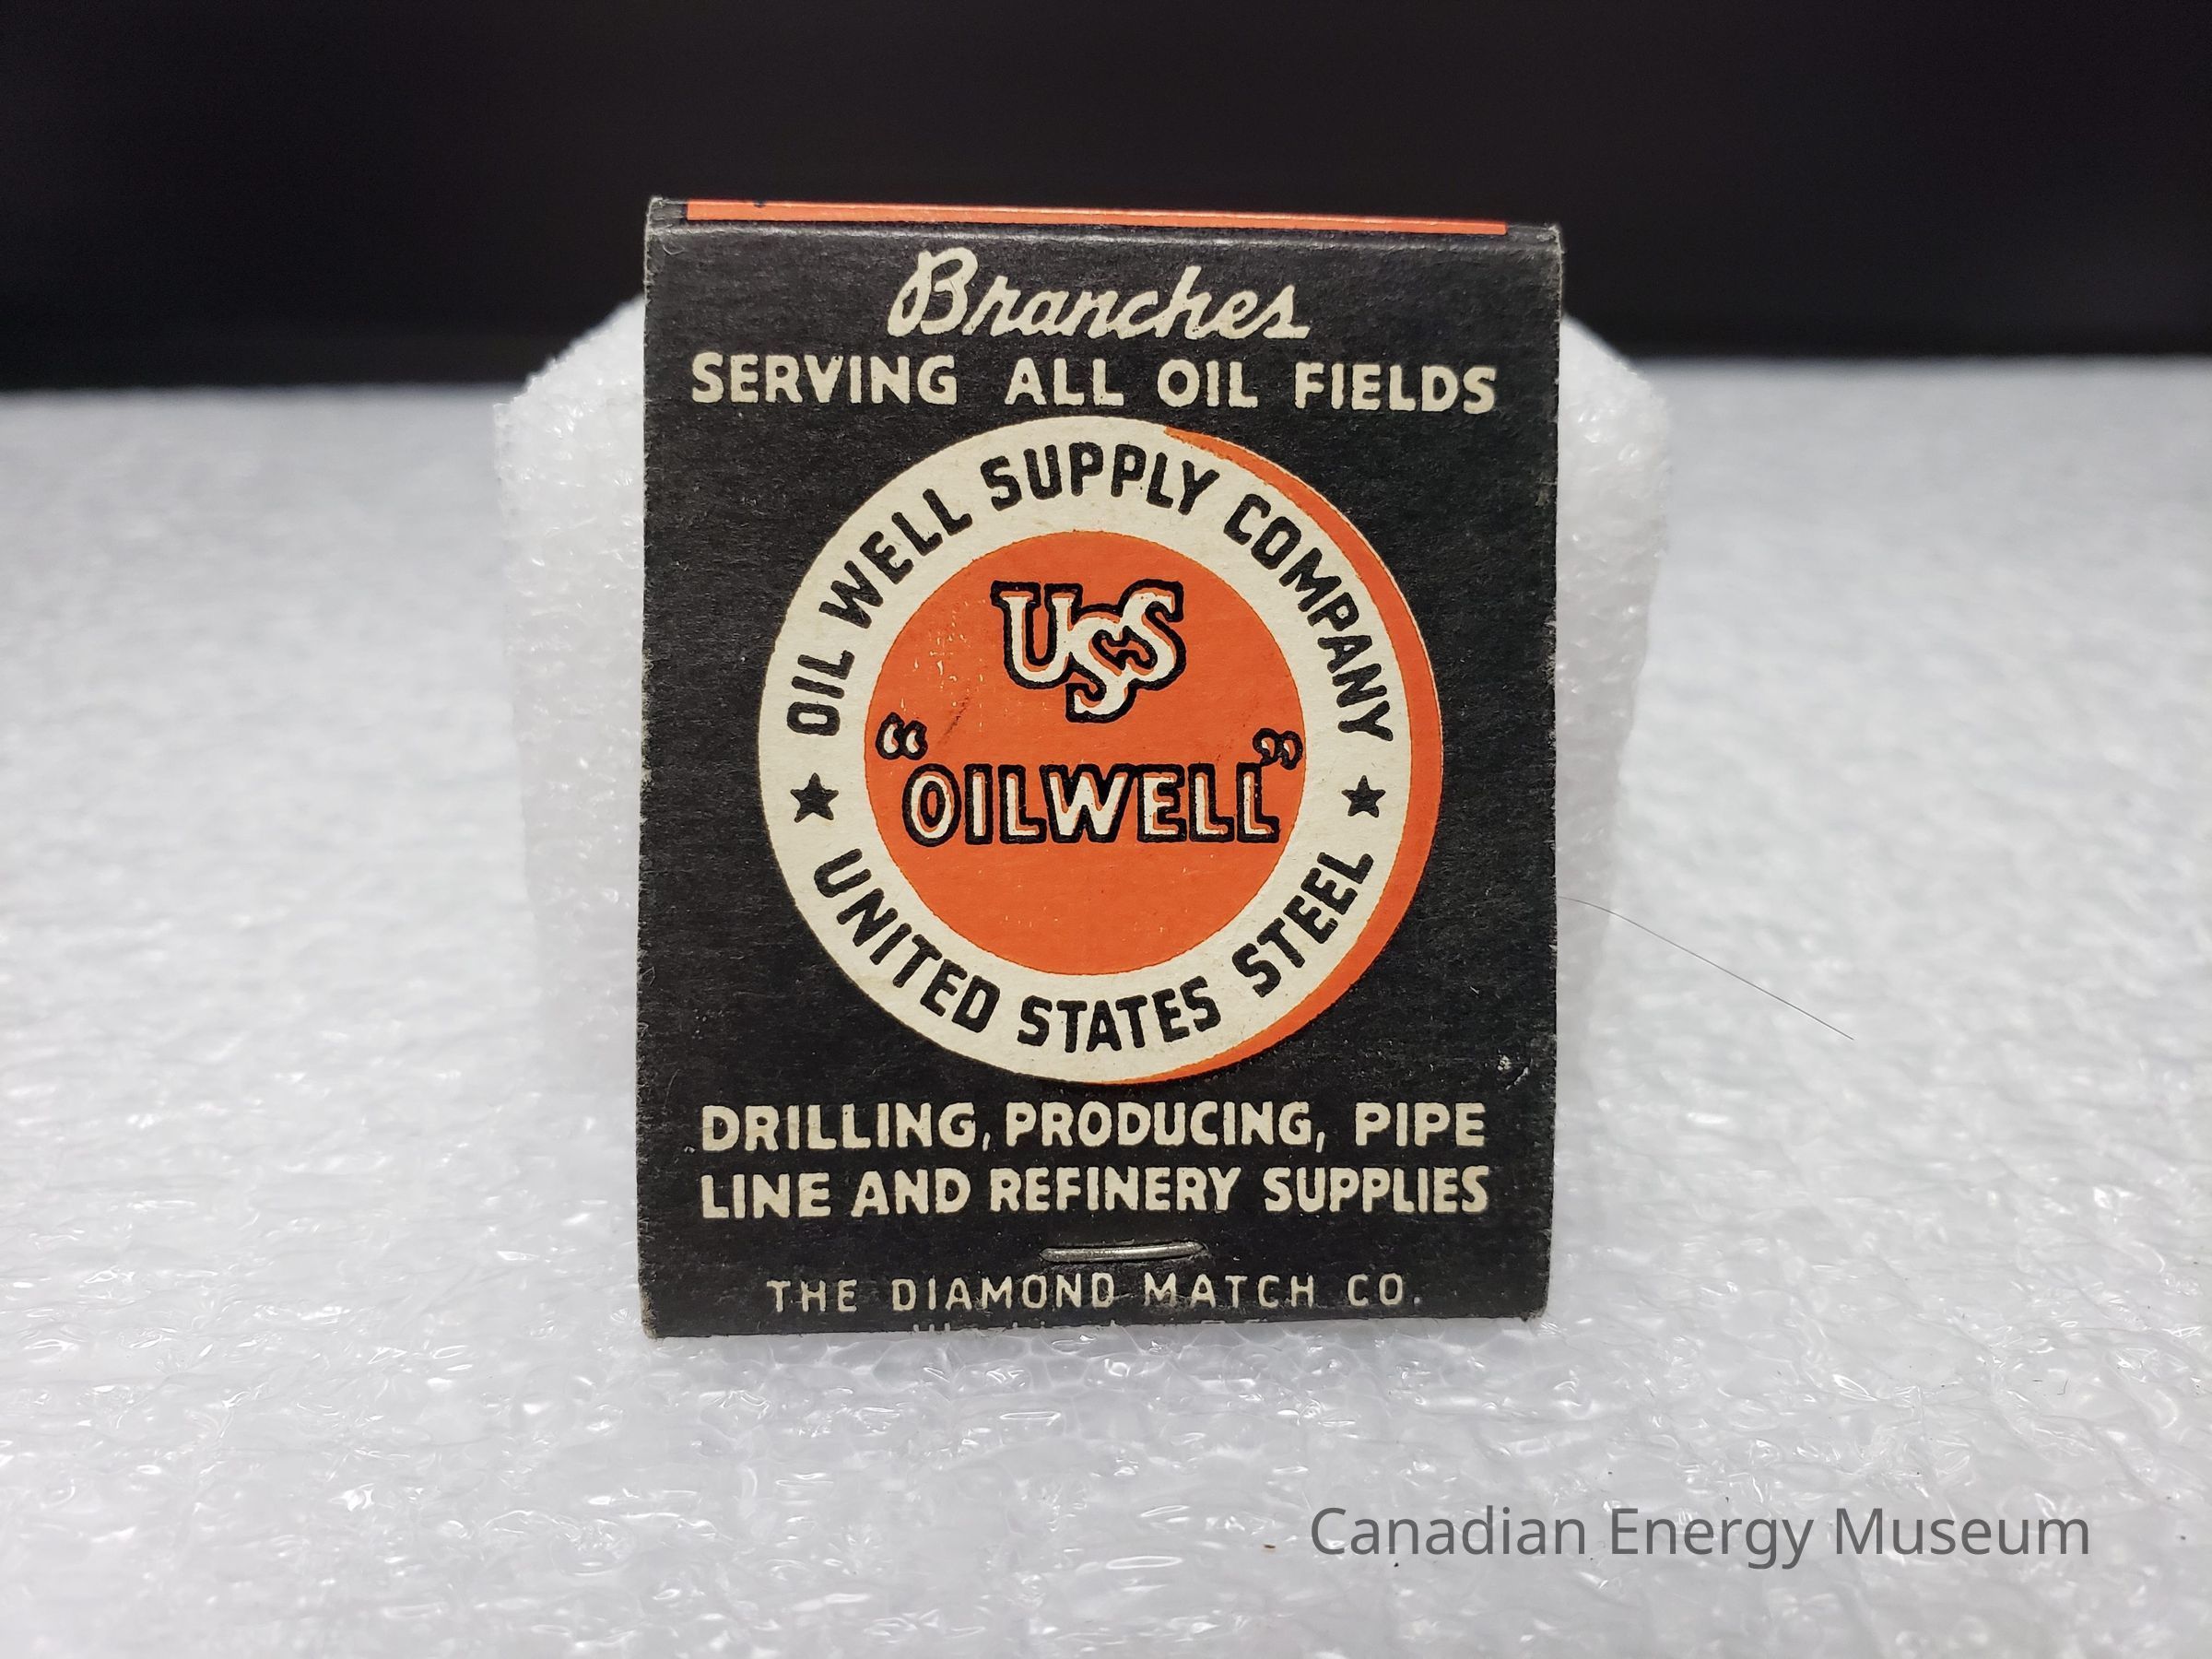 Branches
SERVING ALL OIL FIELDS
OIL WELL SUPPLY COMPANY
USS
"OILWELL"
★ UNITED STATES STEEL ★
DRILLING, PRODUCING, PIPE
LINE AND REFINERY SUPPLIES
THE DIAMOND MATCH CO.
Canadian Energy Museum